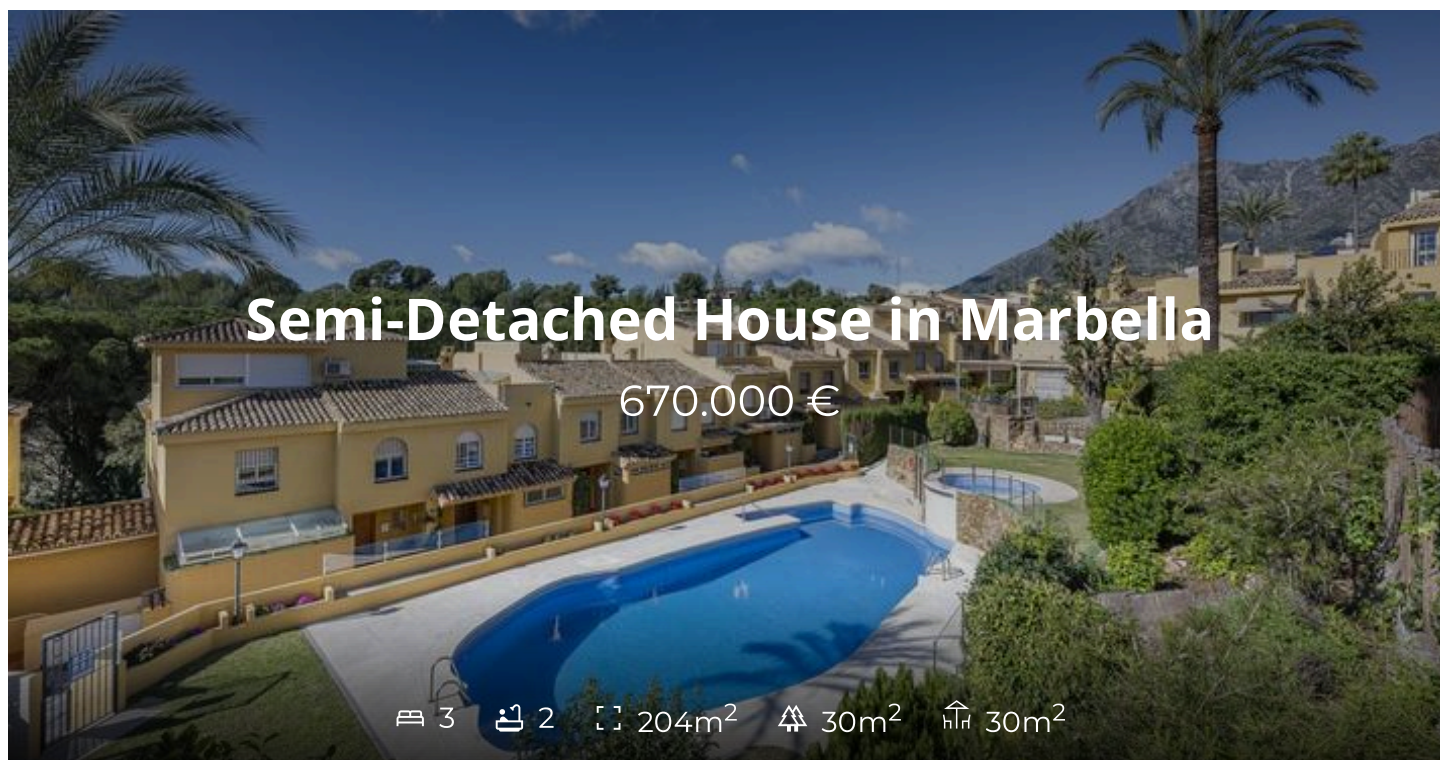 Semi-Detached House in Marbella
670.000 €
3 2 204m² 30m² 30m²